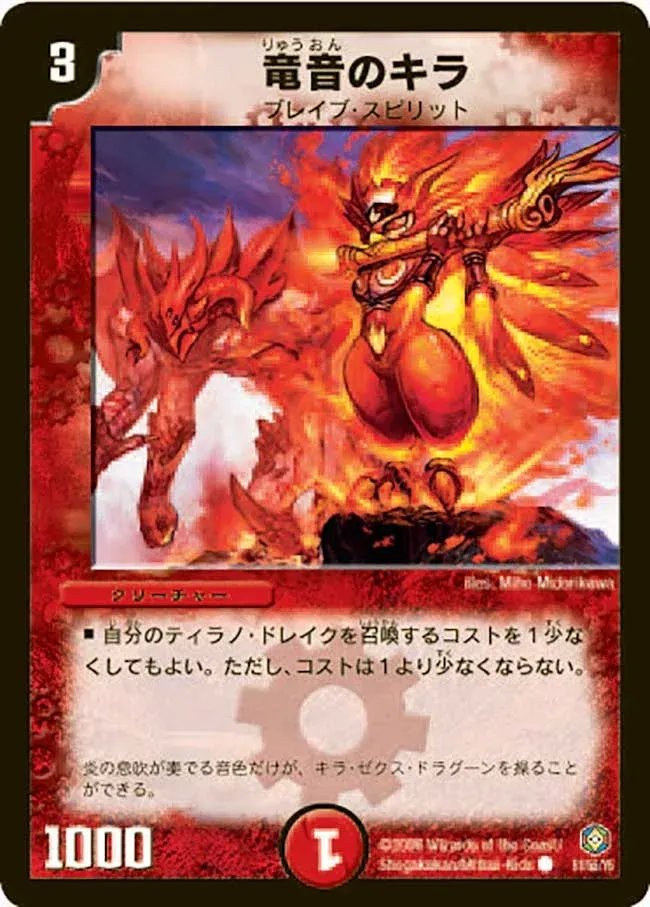 3
りゅうおん
竜音のキラ
ブレイブ・スピリット
illus. Miho Midorikawa
クリーチャー
■ 自分のティラノ・ドレイクを召喚するコストを1少な
くしてもよい。ただし、コストは1より少なくならない。
炎の息吹が奏でる音色だけが、キラ・ゼクス・ドラグーンを操ること
ができる。
1000
1
©2006 Wizards of the Coast/
Shogakukan/Mitsui-Kids